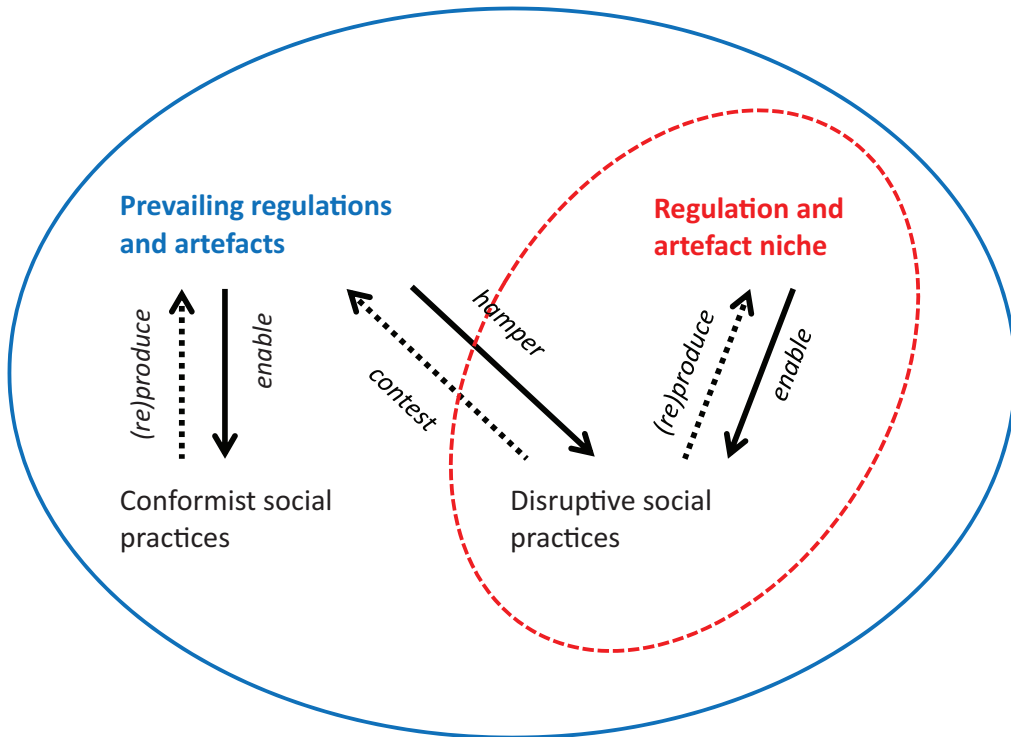 Prevailing regulations
and artefacts
Regulation and
artefact niche
(re)produce
enable
hamper
contest
(re)produce
enable
Conformist social
practices
Disruptive social
practices